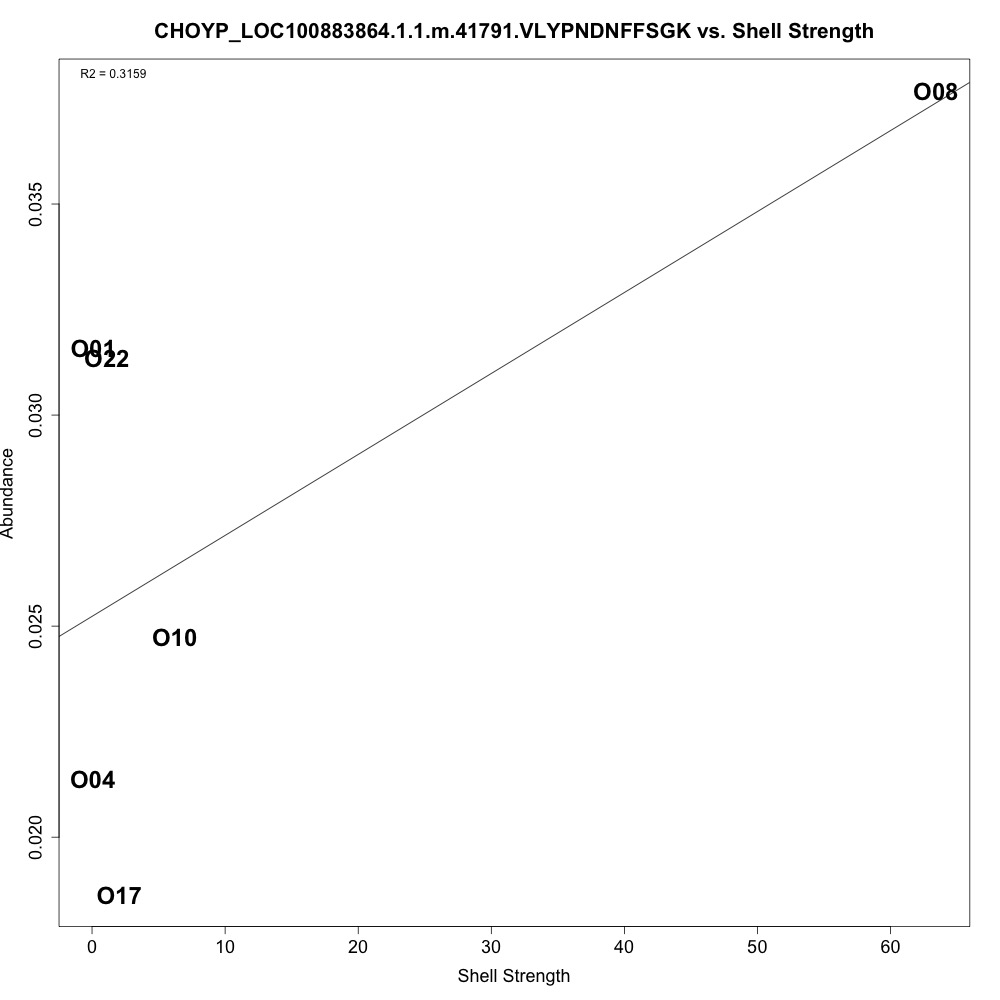 CHOYP_LOC100883864.1.1.m.41791.VLYPNDNFFSGK vs. Shell Strength
R2 = 0.3159
O08
0.035
O01
O22
0.030
Abundance
0.025
O10
O04
0.020
O17
0 10 20 30 40 50 60
Shell Strength